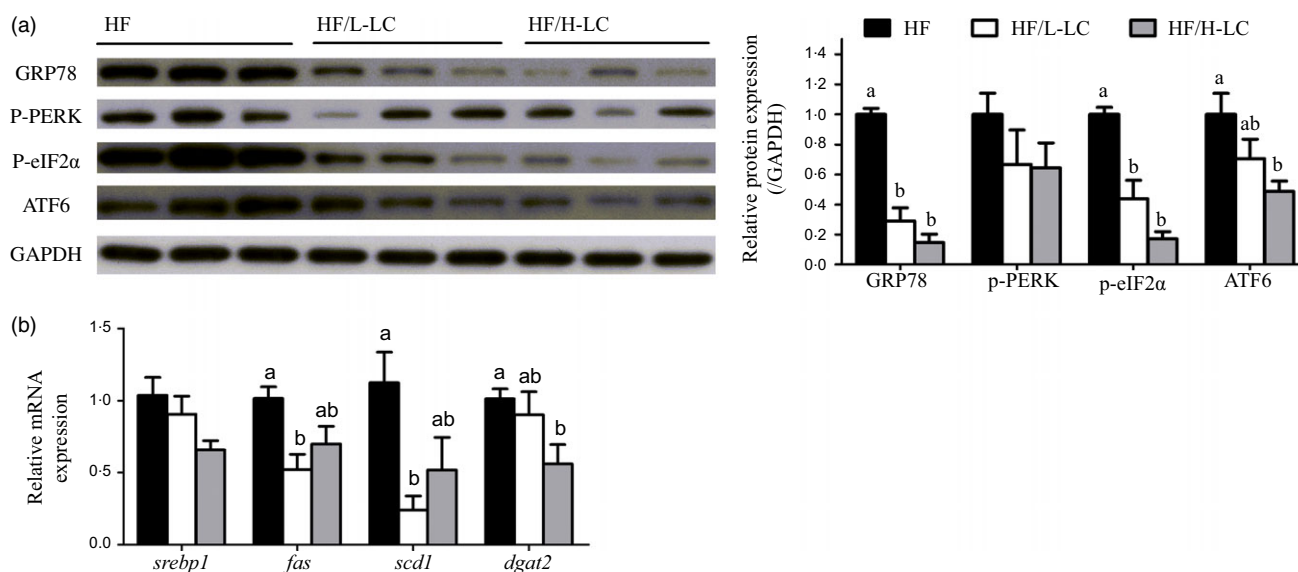 (a)
HF HF/L-LC HF/H-LC
GRP78
P-PERK
P-eIF2α
ATF6
GAPDH
HF HF/L-LC HF/H-LC
Relative protein expression
(/GAPDH)
1·4
1·2
1·0
0·8
0·6
0·4
0·2
0·0
a b b
a b b
a ab b
GRP78 p-PERK p-eIF2α ATF6
(b)
Relative mRNA
expression
1·5
1·0
0·5
0.0
a b ab
a b ab
a ab b
srebp1 fas scd1 dgat2